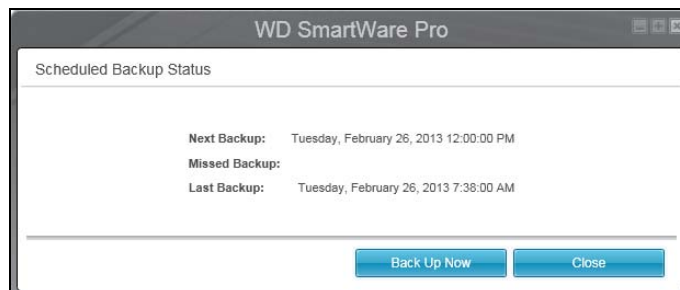 WD SmartWare Pro
Scheduled Backup Status
Next Backup: Tuesday, February 26, 2013 12:00:00 PM
Missed Backup:
Last Backup: Tuesday, February 26, 2013 7:38:00 AM
Back Up Now Close